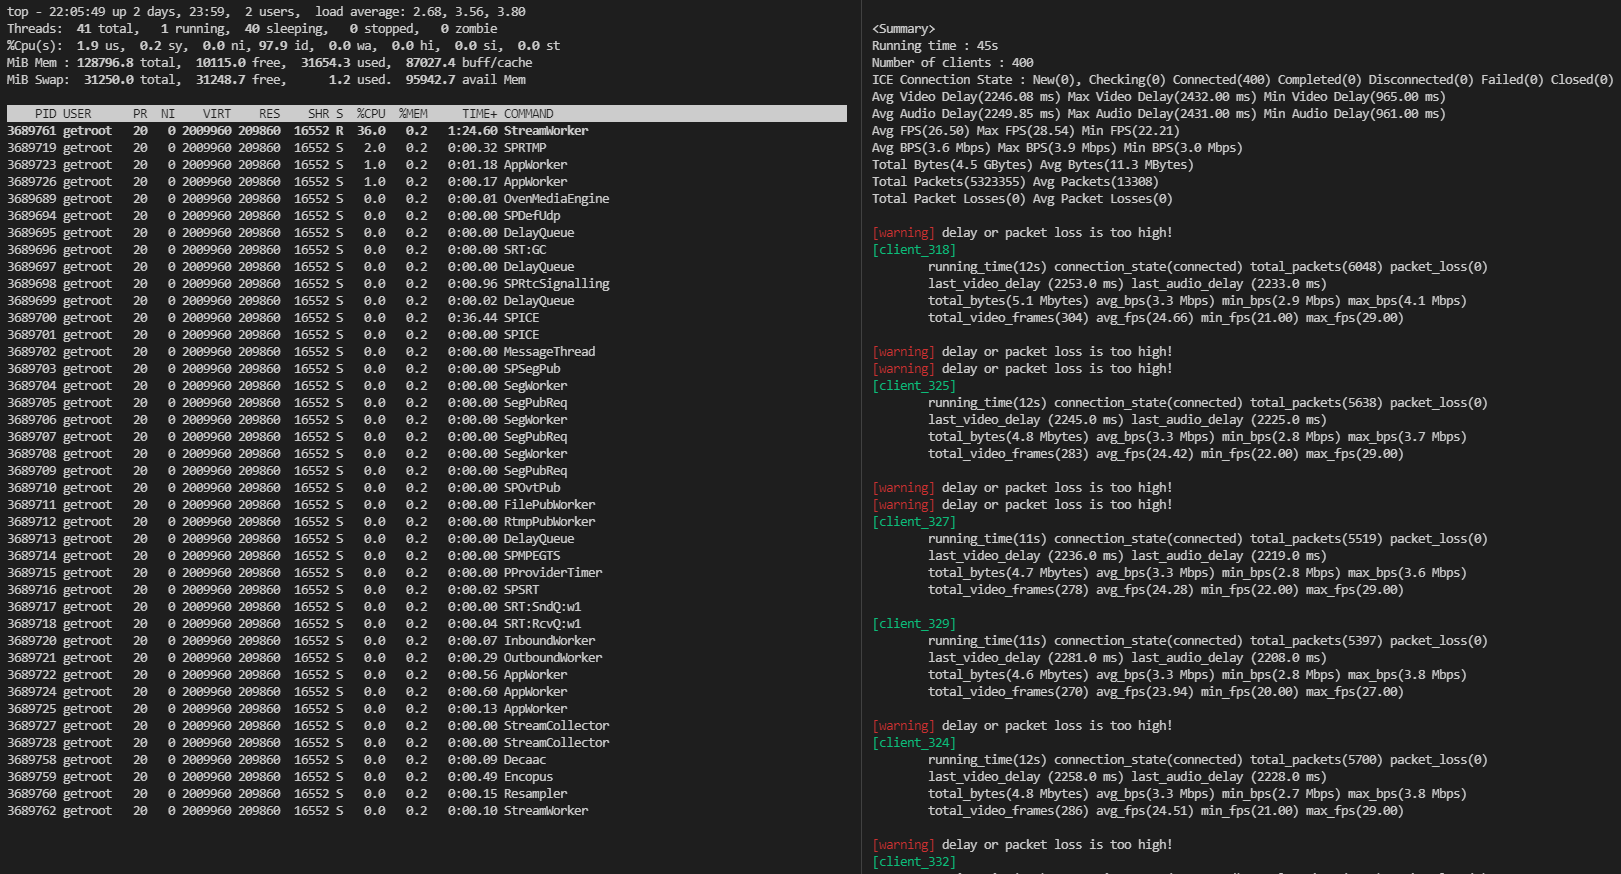 top - 22:05:49 up 2 days, 23:59,  2 users,  load average: 2.68, 3.56, 3.80
Threads:  41 total,   1 running,  40 sleeping,   0 stopped,   0 zombie
%Cpu(s):  1.9 us,  0.2 sy,  0.0 ni, 97.9 id,  0.0 wa,  0.0 hi,  0.0 si,  0.0 st
MiB Mem : 128796.8 total,  10115.0 free,  31654.3 used,  87027.4 buff/cache
MiB Swap:  31250.0 total,  31248.7 free,      1.2 used.  95942.7 avail Mem
PID USER PR NI VIRT RES SHR S %CPU %MEM TIME+ COMMAND
3689761 getroot 20 0 2009960 209860 16552 R 36.0 0.2 1:24.60 StreamWorker
3689719 getroot 20 0 2009960 209860 16552 S 2.0 0.2 0:00.32 SPRTMP
3689723 getroot 20 0 2009960 209860 16552 S 1.0 0.2 0:01.18 AppWorker
3689726 getroot 20 0 2009960 209860 16552 S 1.0 0.2 0:00.17 AppWorker
3689689 getroot 20 0 2009960 209860 16552 S 0.0 0.2 0:00.01 OvenMediaEngine
3689694 getroot 20 0 2009960 209860 16552 S 0.0 0.2 0:00.00 SPDefUdp
3689695 getroot 20 0 2009960 209860 16552 S 0.0 0.2 0:00.00 DelayQueue
3689696 getroot 20 0 2009960 209860 16552 S 0.0 0.2 0:00.00 SRT:GC
3689697 getroot 20 0 2009960 209860 16552 S 0.0 0.2 0:00.00 DelayQueue
3689698 getroot 20 0 2009960 209860 16552 S 0.0 0.2 0:00.96 SPRtcSignalling
3689699 getroot 20 0 2009960 209860 16552 S 0.0 0.2 0:00.02 DelayQueue
3689700 getroot 20 0 2009960 209860 16552 S 0.0 0.2 0:36.44 SPICE
3689701 getroot 20 0 2009960 209860 16552 S 0.0 0.2 0:00.00 SPICE
3689702 getroot 20 0 2009960 209860 16552 S 0.0 0.2 0:00.00 MessageThread
3689703 getroot 20 0 2009960 209860 16552 S 0.0 0.2 0:00.00 SPSegPub
3689704 getroot 20 0 2009960 209860 16552 S 0.0 0.2 0:00.00 SegWorker
3689705 getroot 20 0 2009960 209860 16552 S 0.0 0.2 0:00.00 SegPubReq
3689706 getroot 20 0 2009960 209860 16552 S 0.0 0.2 0:00.00 SegWorker
3689707 getroot 20 0 2009960 209860 16552 S 0.0 0.2 0:00.00 SegPubReq
3689708 getroot 20 0 2009960 209860 16552 S 0.0 0.2 0:00.00 SegWorker
3689709 getroot 20 0 2009960 209860 16552 S 0.0 0.2 0:00.00 SegPubReq
3689710 getroot 20 0 2009960 209860 16552 S 0.0 0.2 0:00.00 SPOvtPub
3689711 getroot 20 0 2009960 209860 16552 S 0.0 0.2 0:00.00 FilePubWorker
3689712 getroot 20 0 2009960 209860 16552 S 0.0 0.2 0:00.00 RtmpPubWorker
3689713 getroot 20 0 2009960 209860 16552 S 0.0 0.2 0:00.00 DelayQueue
3689714 getroot 20 0 2009960 209860 16552 S 0.0 0.2 0:00.00 SPMPEGTS
3689715 getroot 20 0 2009960 209860 16552 S 0.0 0.2 0:00.00 PProviderTimer
3689716 getroot 20 0 2009960 209860 16552 S 0.0 0.2 0:00.02 SPSRT
3689717 getroot 20 0 2009960 209860 16552 S 0.0 0.2 0:00.00 SRT:SndQ:w1
3689718 getroot 20 0 2009960 209860 16552 S 0.0 0.2 0:00.04 SRT:RcvQ:w1
3689720 getroot 20 0 2009960 209860 16552 S 0.0 0.2 0:00.07 InboundWorker
3689721 getroot 20 0 2009960 209860 16552 S 0.0 0.2 0:00.29 OutboundWorker
3689722 getroot 20 0 2009960 209860 16552 S 0.0 0.2 0:00.56 AppWorker
3689724 getroot 20 0 2009960 209860 16552 S 0.0 0.2 0:00.60 AppWorker
3689725 getroot 20 0 2009960 209860 16552 S 0.0 0.2 0:00.13 AppWorker
3689727 getroot 20 0 2009960 209860 16552 S 0.0 0.2 0:00.00 StreamCollector
3689728 getroot 20 0 2009960 209860 16552 S 0.0 0.2 0:00.00 StreamCollector
3689758 getroot 20 0 2009960 209860 16552 S 0.0 0.2 0:00.09 Decaac
3689759 getroot 20 0 2009960 209860 16552 S 0.0 0.2 0:00.49 Encopus
3689760 getroot 20 0 2009960 209860 16552 S 0.0 0.2 0:00.15 Resampler
3689762 getroot 20 0 2009960 209860 16552 S 0.0 0.2 0:00.10 StreamWorker
<Summary>
Running time : 45s
Number of clients : 400
ICE Connection State : New(0), Checking(0) Connected(400) Completed(0) Disconnected(0) Failed(0) Closed(0)
Avg Video Delay(2246.08 ms) Max Video Delay(2432.00 ms) Min Video Delay(965.00 ms)
Avg Audio Delay(2249.85 ms) Max Audio Delay(2431.00 ms) Min Audio Delay(961.00 ms)
Avg FPS(26.50) Max FPS(28.54) Min FPS(22.21)
Avg BPS(3.6 Mbps) Max BPS(3.9 Mbps) Min BPS(3.0 Mbps)
Total Bytes(4.5 GBytes) Avg Bytes(11.3 MBytes)
Total Packets(5323355) Avg Packets(13308)
Total Packet Losses(0) Avg Packet Losses(0)
[warning] delay or packet loss is too high!
[client_318]
running_time(12s) connection_state(connected) total_packets(6048) packet_loss(0)
last_video_delay (2253.0 ms) last_audio_delay (2233.0 ms)
total_bytes(5.1 Mbytes) avg_bps(3.3 Mbps) min_bps(2.9 Mbps) max_bps(4.1 Mbps)
total_video_frames(304) avg_fps(24.66) min_fps(21.00) max_fps(29.00)
[warning] delay or packet loss is too high!
[warning] delay or packet loss is too high!
[client_325]
running_time(12s) connection_state(connected) total_packets(5638) packet_loss(0)
last_video_delay (2245.0 ms) last_audio_delay (2225.0 ms)
total_bytes(4.8 Mbytes) avg_bps(3.3 Mbps) min_bps(2.8 Mbps) max_bps(3.7 Mbps)
total_video_frames(283) avg_fps(24.42) min_fps(22.00) max_fps(29.00)
[warning] delay or packet loss is too high!
[warning] delay or packet loss is too high!
[client_327]
running_time(11s) connection_state(connected) total_packets(5519) packet_loss(0)
last_video_delay (2236.0 ms) last_audio_delay (2219.0 ms)
total_bytes(4.7 Mbytes) avg_bps(3.3 Mbps) min_bps(2.8 Mbps) max_bps(3.6 Mbps)
total_video_frames(278) avg_fps(24.28) min_fps(22.00) max_fps(29.00)
[client_329]
running_time(11s) connection_state(connected) total_packets(5397) packet_loss(0)
last_video_delay (2281.0 ms) last_audio_delay (2208.0 ms)
total_bytes(4.6 Mbytes) avg_bps(3.3 Mbps) min_bps(2.8 Mbps) max_bps(3.8 Mbps)
total_video_frames(270) avg_fps(23.94) min_fps(20.00) max_fps(27.00)
[warning] delay or packet loss is too high!
[client_324]
running_time(12s) connection_state(connected) total_packets(5700) packet_loss(0)
last_video_delay (2258.0 ms) last_audio_delay (2228.0 ms)
total_bytes(4.8 Mbytes) avg_bps(3.3 Mbps) min_bps(2.7 Mbps) max_bps(3.8 Mbps)
total_video_frames(286) avg_fps(24.51) min_fps(21.00) max_fps(29.00)
[warning] delay or packet loss is too high!
[client_332]